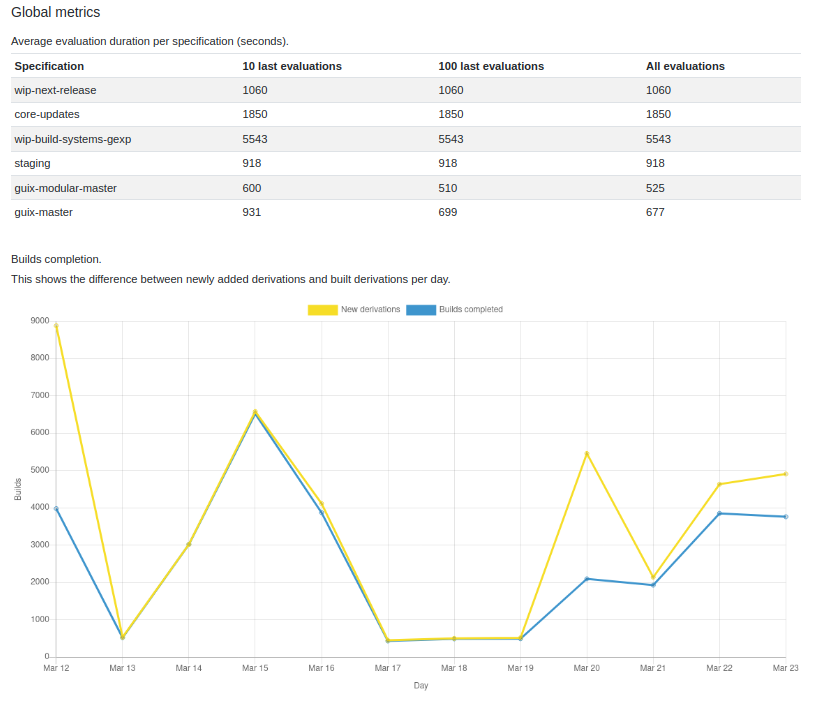 Global metrics
Average evaluation duration per specification (seconds).
Specification 10 last evaluations 100 last evaluations All evaluations
wip-next-release 1060 1060 1060
core-updates 1850 1850 1850
wip-build-systems-gexp 5543 5543 5543
staging 918 918 918
guix-modular-master 600 510 525
guix-master 931 699 677
Builds completion.
This shows the difference between newly added derivations and built derivations per day.
New derivations Builds completed
9000
8000
7000
6000
5000
4000
3000
2000
1000
0
Builds
Mar 12 Mar 13 Mar 14 Mar 15 Mar 16 Mar 17 Mar 18 Mar 19 Mar 20 Mar 21 Mar 22 Mar 23
Day